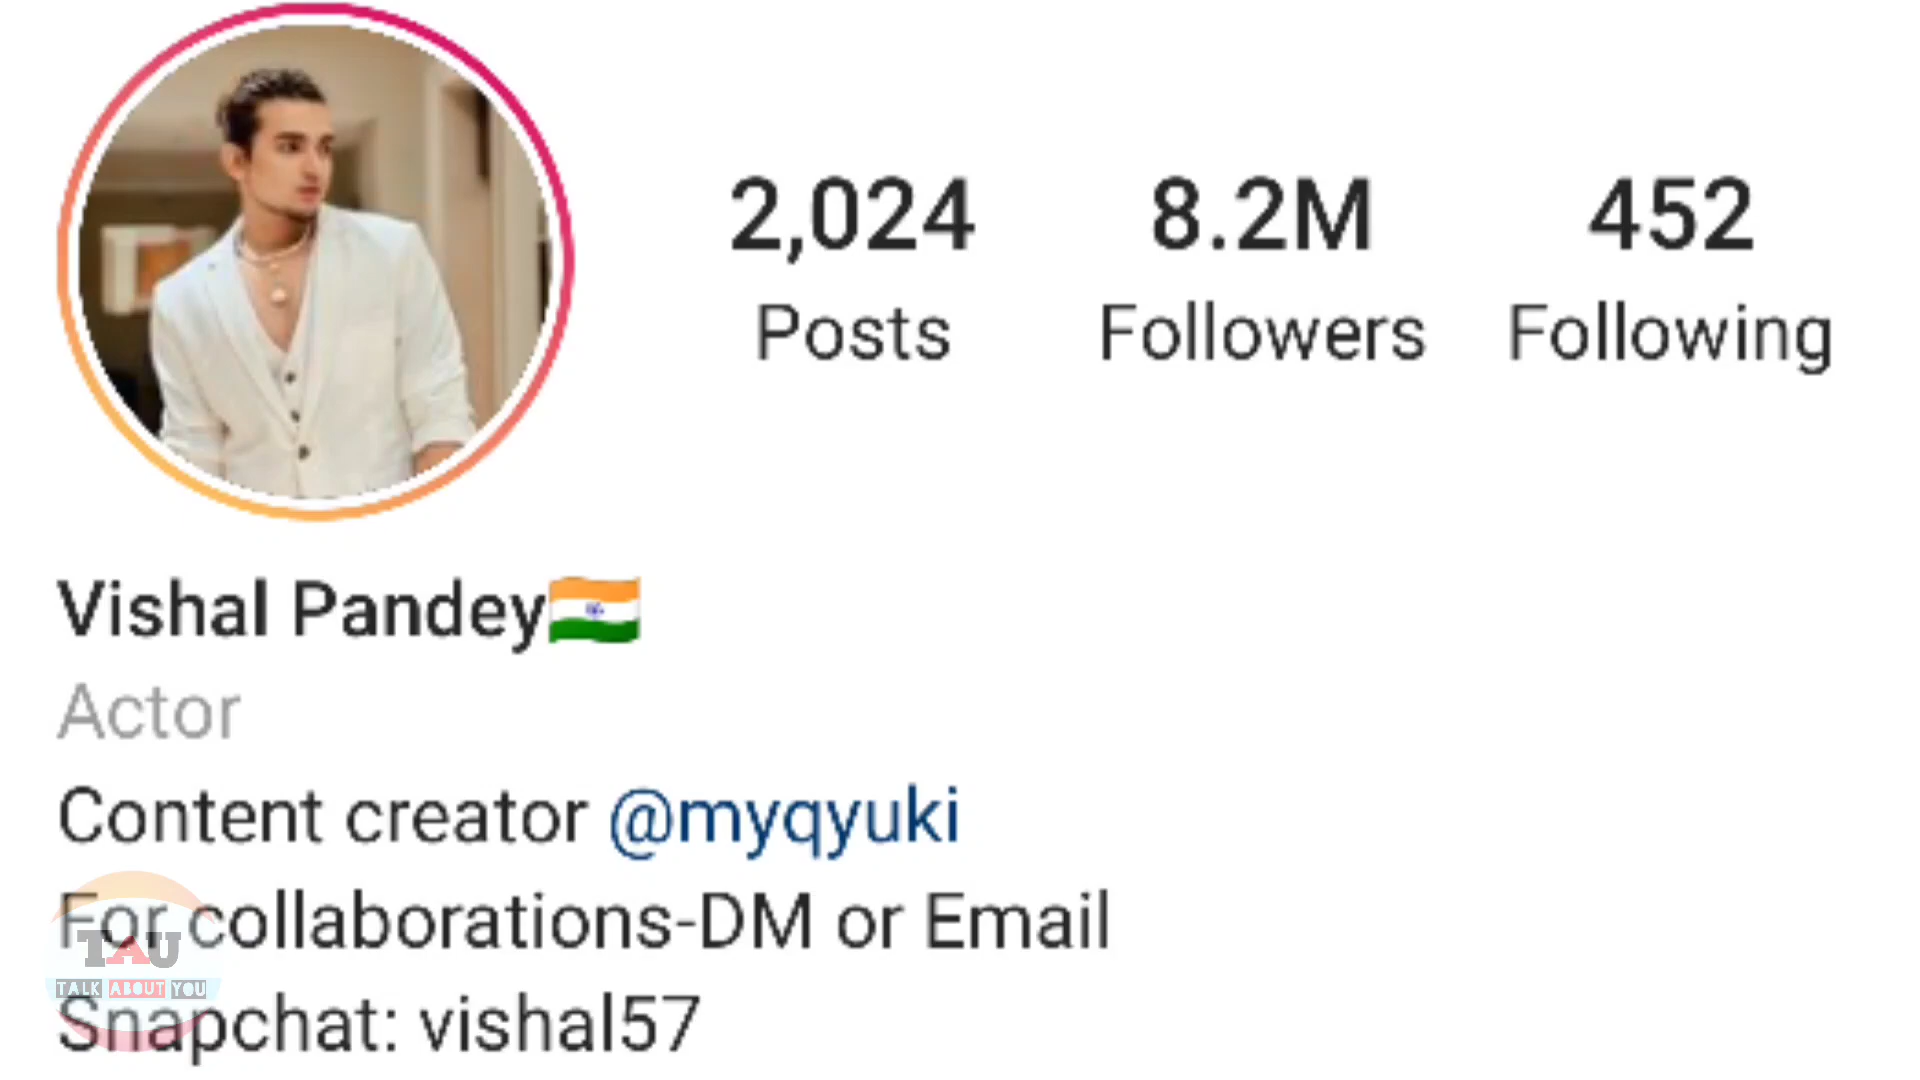 2,024 8.2M 452
Posts Followers Following
Vishal Pandey🇮🇳
Actor
Content creator @myqyuki
For collaborations-DM or Email
TAU
TALK ABOUT YOU
Snapchat: vishal57